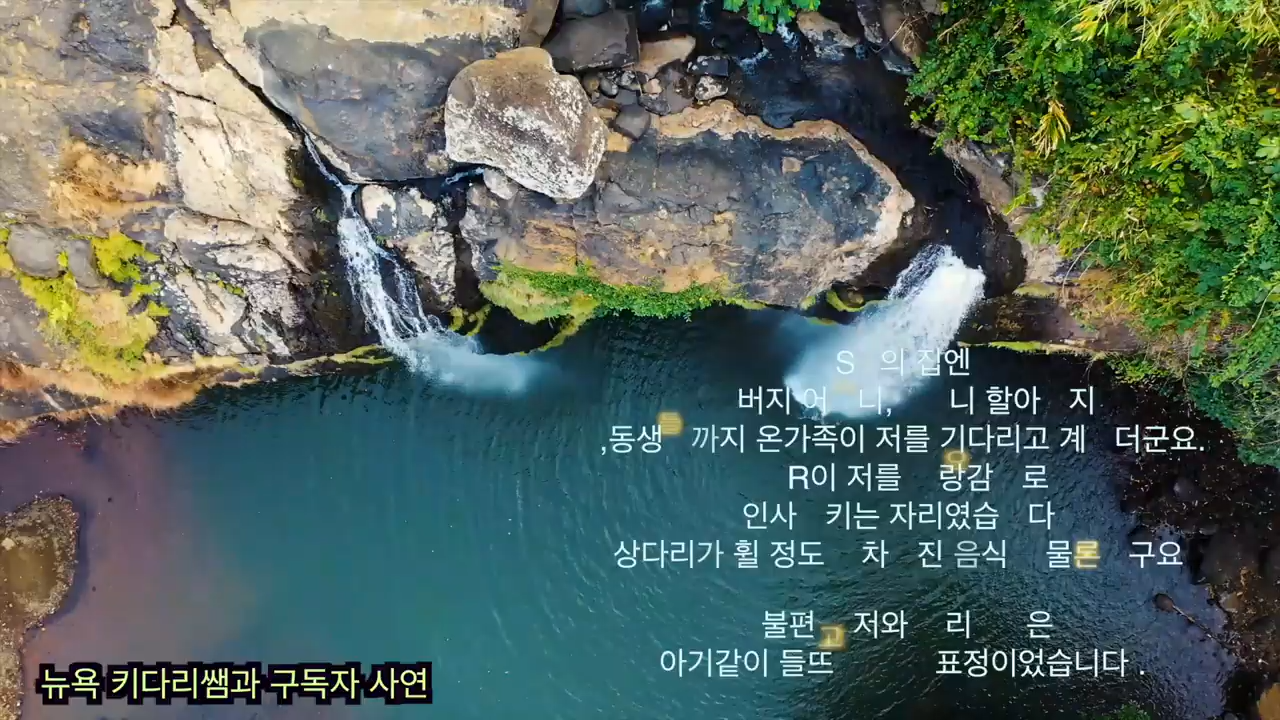 S 의 집엔
버지 어 니, 니 할아 지
,동생들 까지 온가족이 저를 기다리고 계 더군요.
R이 저를 랑감 로
인사 키는 자리였습 다
상다리가 휠 정도 차 진 음식 물론 구요
불편 고 저와 리 은
아기같이 들뜨 표정이었습니다 .
뉴욕 키다리쌤과 구독자 사연